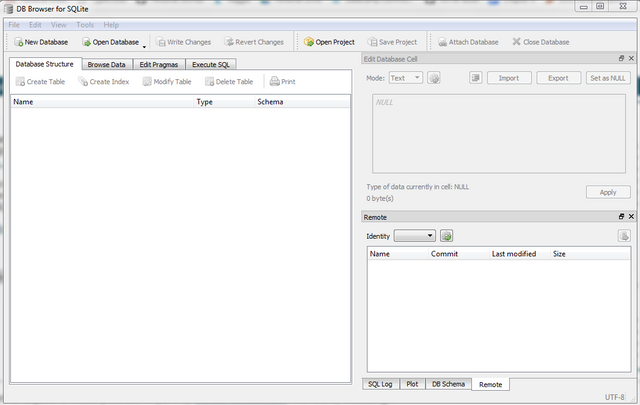 DB Browser for SQLite
File Edit View Tools Help
New Database Open Database Write Changes Revert Changes Open Project Save Project Attach Database Close Database
Database Structure Browse Data Edit Pragmas Execute SQL
Create Table Create Index Modify Table Delete Table Print
Name Type Schema
Edit Database Cell
Mode: Text Import Export Set as NULL
NULL
Type of data currently in cell: NULL
0 byte(s)
Apply
Remote
Identity
Name Commit Last modified Size
SQL Log Plot DB Schema Remote
UTF-8